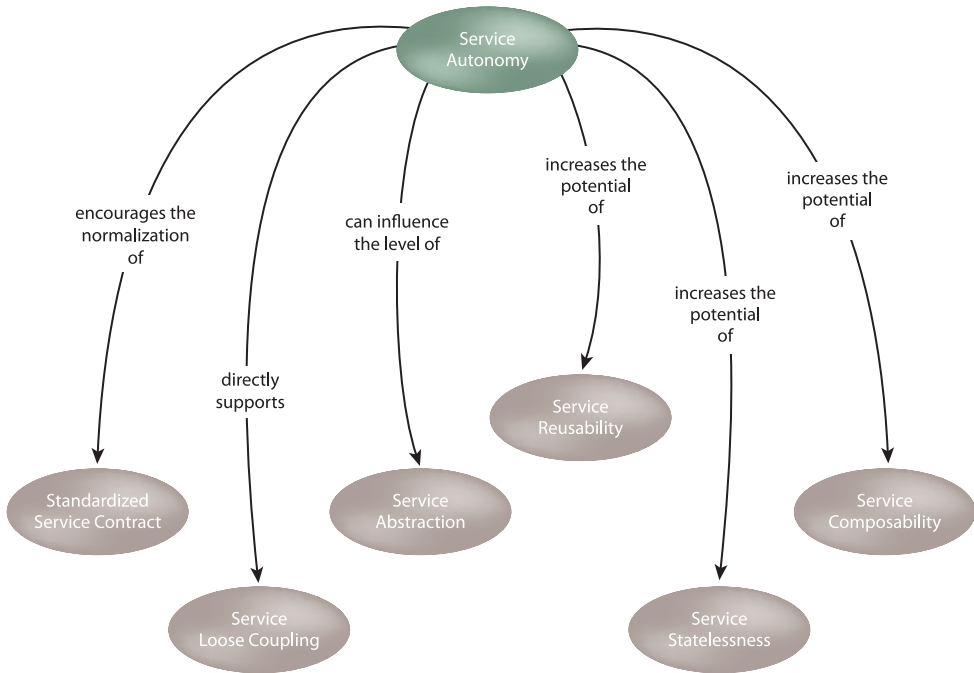 Service
Autonomy
encourages the
normalization
of
directly
supports
can influence
the level of
increases the
potential
of
increases the
potential
of
increases the
potential
of
Standardized
Service Contract
Service
Loose Coupling
Service
Abstraction
Service
Reusability
Service
Statelessness
Service
Composability